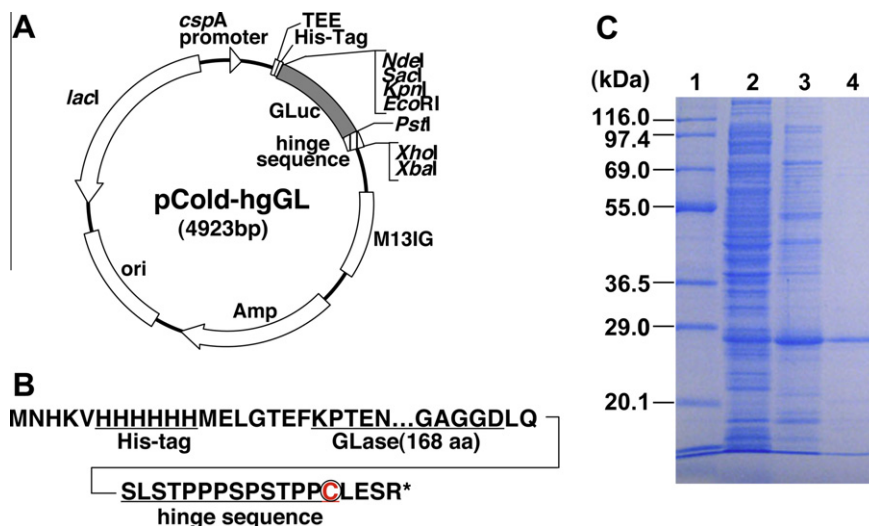 A
cspA
promoter
TEE
His-Tag
NdeI
SacI
KpnI
EcoRI
GLuc
PstI
hinge
sequence
XhoI
XbaI
lacI
pCold-hgGL
(4923bp)
M13IG
ori
Amp
B
MNHKVHHHHHHMELGTEFKPTEN...GAGGDLQ
His-tag GLase(168 aa)
SLSTPPPSPSTPPCLESR*
hinge sequence
C
(kDa) 1 2 3 4
116.0
97.4
69.0
55.0
36.5
29.0
20.1